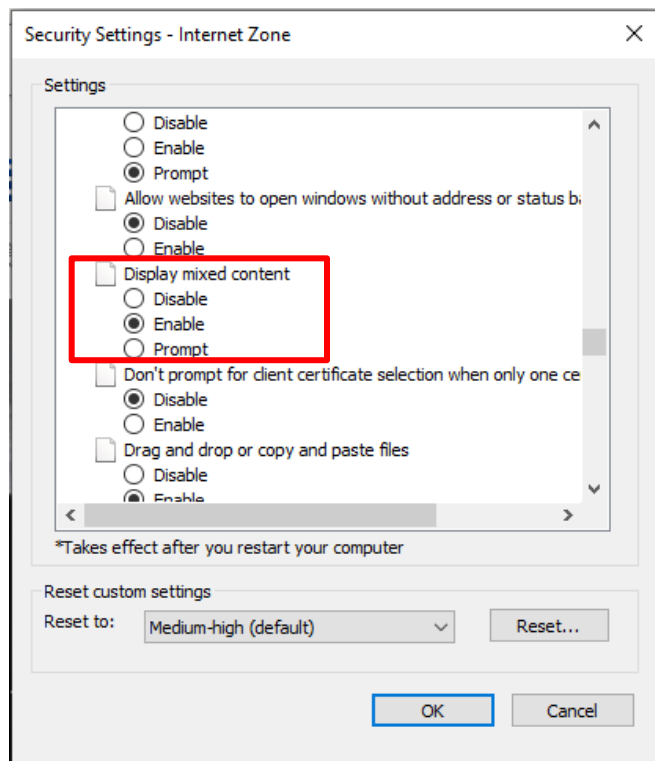 Security Settings - Internet Zone
Settings
Disable
Enable
Prompt
Allow websites to open windows without address or status ba
Disable
Enable
Display mixed content
Disable
Enable
Prompt
Don't prompt for client certificate selection when only one ce
Disable
Enable
Drag and drop or copy and paste files
Disable
Enable
*Takes effect after you restart your computer
Reset custom settings
Reset to:
Medium-high (default)
Reset...
OK
Cancel